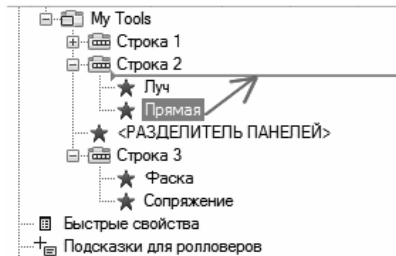 My Tools
Строка 1
Строка 2
Луч
Прямая
<РАЗДЕЛИТЕЛЬ ПАНЕЛЕЙ>
Строка 3
Фаска
Сопряжение
Быстрые свойства
Подсказки для ролловеров